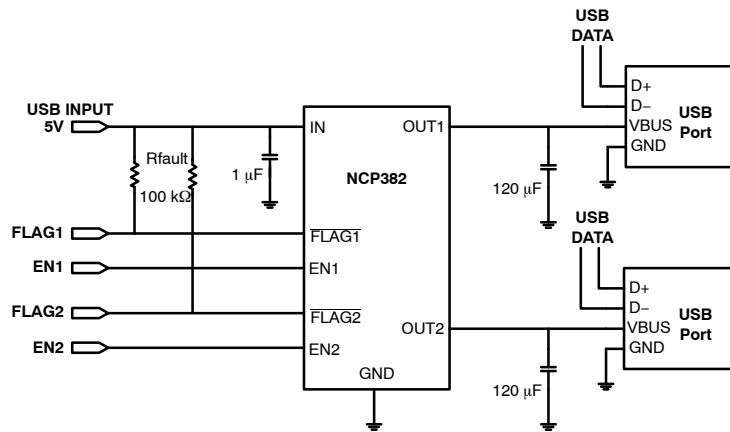 USB
DATA
D+
D−
VBUS
GND
USB
Port
USB INPUT
5V
IN
OUT1
Rfault
100 kΩ
1 μF
NCP382
120 μF
FLAG1
FLAG1
EN1
EN1
FLAG2
FLAG2
EN2
EN2
OUT2
GND
USB
DATA
D+
D−
VBUS
GND
USB
Port
120 μF